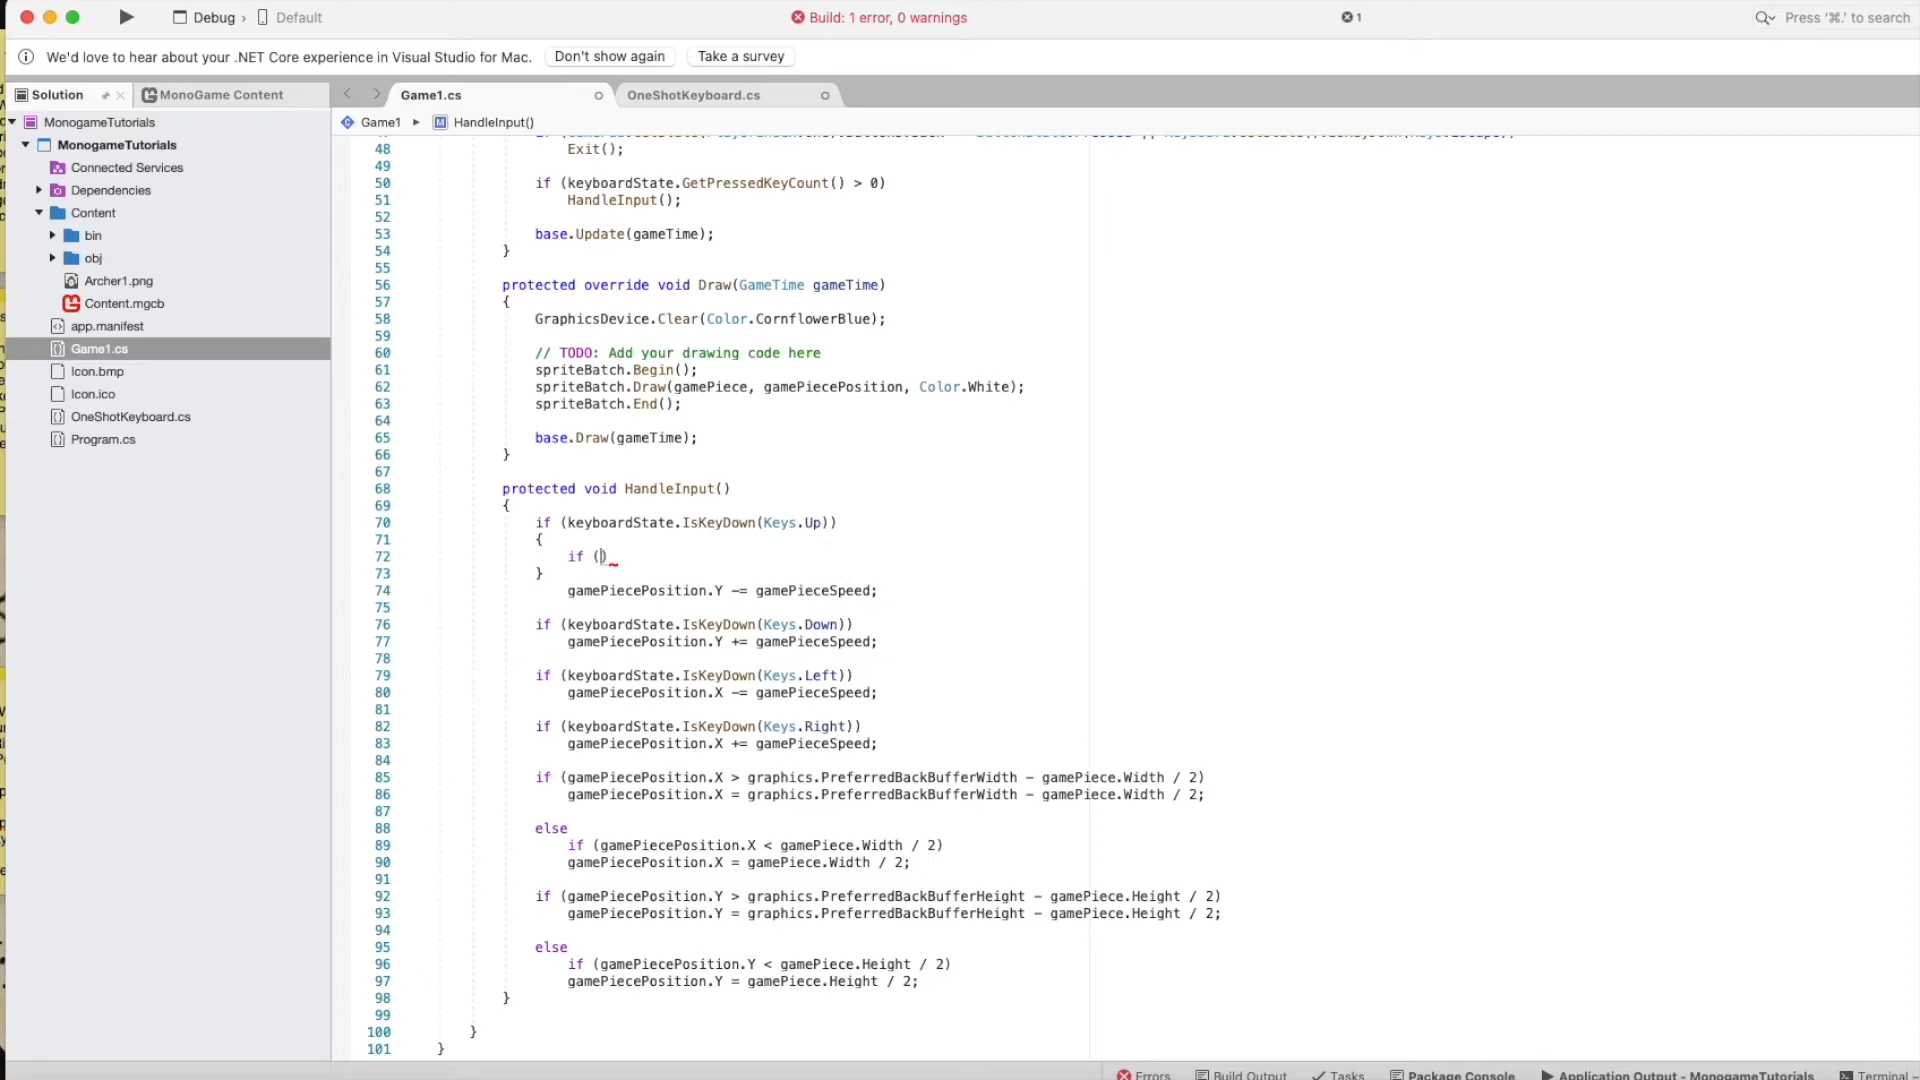 Debug › Default
Build: 1 error, 0 warnings
1
Press '⌘.' to search
We'd love to hear about your .NET Core experience in Visual Studio for Mac.
Don't show again
Take a survey
Solution
MonoGame Content
Game1.cs
OneShotKeyboard.cs
MonogameTutorials
MonogameTutorials
Connected Services
Dependencies
Content
bin
obj
Archer1.png
Content.mgcb
app.manifest
Game1.cs
Icon.bmp
Icon.ico
OneShotKeyboard.cs
Program.cs
Game1 ▸ HandleInput()
48 Exit();
49
50 if (keyboardState.GetPressedKeyCount() > 0)
51 HandleInput();
52
53 base.Update(gameTime);
54 }
55
56 protected override void Draw(GameTime gameTime)
57 {
58 GraphicsDevice.Clear(Color.CornflowerBlue);
59
60 // TODO: Add your drawing code here
61 spriteBatch.Begin();
62 spriteBatch.Draw(gamePiece, gamePiecePosition, Color.White);
63 spriteBatch.End();
64
65 base.Draw(gameTime);
66 }
67
68 protected void HandleInput()
69 {
70 if (keyboardState.IsKeyDown(Keys.Up))
71 {
72 if ()
73 }
74 gamePiecePosition.Y -= gamePieceSpeed;
75
76 if (keyboardState.IsKeyDown(Keys.Down))
77 gamePiecePosition.Y += gamePieceSpeed;
78
79 if (keyboardState.IsKeyDown(Keys.Left))
80 gamePiecePosition.X -= gamePieceSpeed;
81
82 if (keyboardState.IsKeyDown(Keys.Right))
83 gamePiecePosition.X += gamePieceSpeed;
84
85 if (gamePiecePosition.X > graphics.PreferredBackBufferWidth - gamePiece.Width / 2)
86 gamePiecePosition.X = graphics.PreferredBackBufferWidth - gamePiece.Width / 2;
87
88 else
89 if (gamePiecePosition.X < gamePiece.Width / 2)
90 gamePiecePosition.X = gamePiece.Width / 2;
91
92 if (gamePiecePosition.Y > graphics.PreferredBackBufferHeight - gamePiece.Height / 2)
93 gamePiecePosition.Y = graphics.PreferredBackBufferHeight - gamePiece.Height / 2;
94
95 else
96 if (gamePiecePosition.Y < gamePiece.Height / 2)
97 gamePiecePosition.Y = gamePiece.Height / 2;
98 }
99
100 }
101 }
Errors
Build Output
Tasks
Package Console
Application Output - MonogameTutorials
Terminal